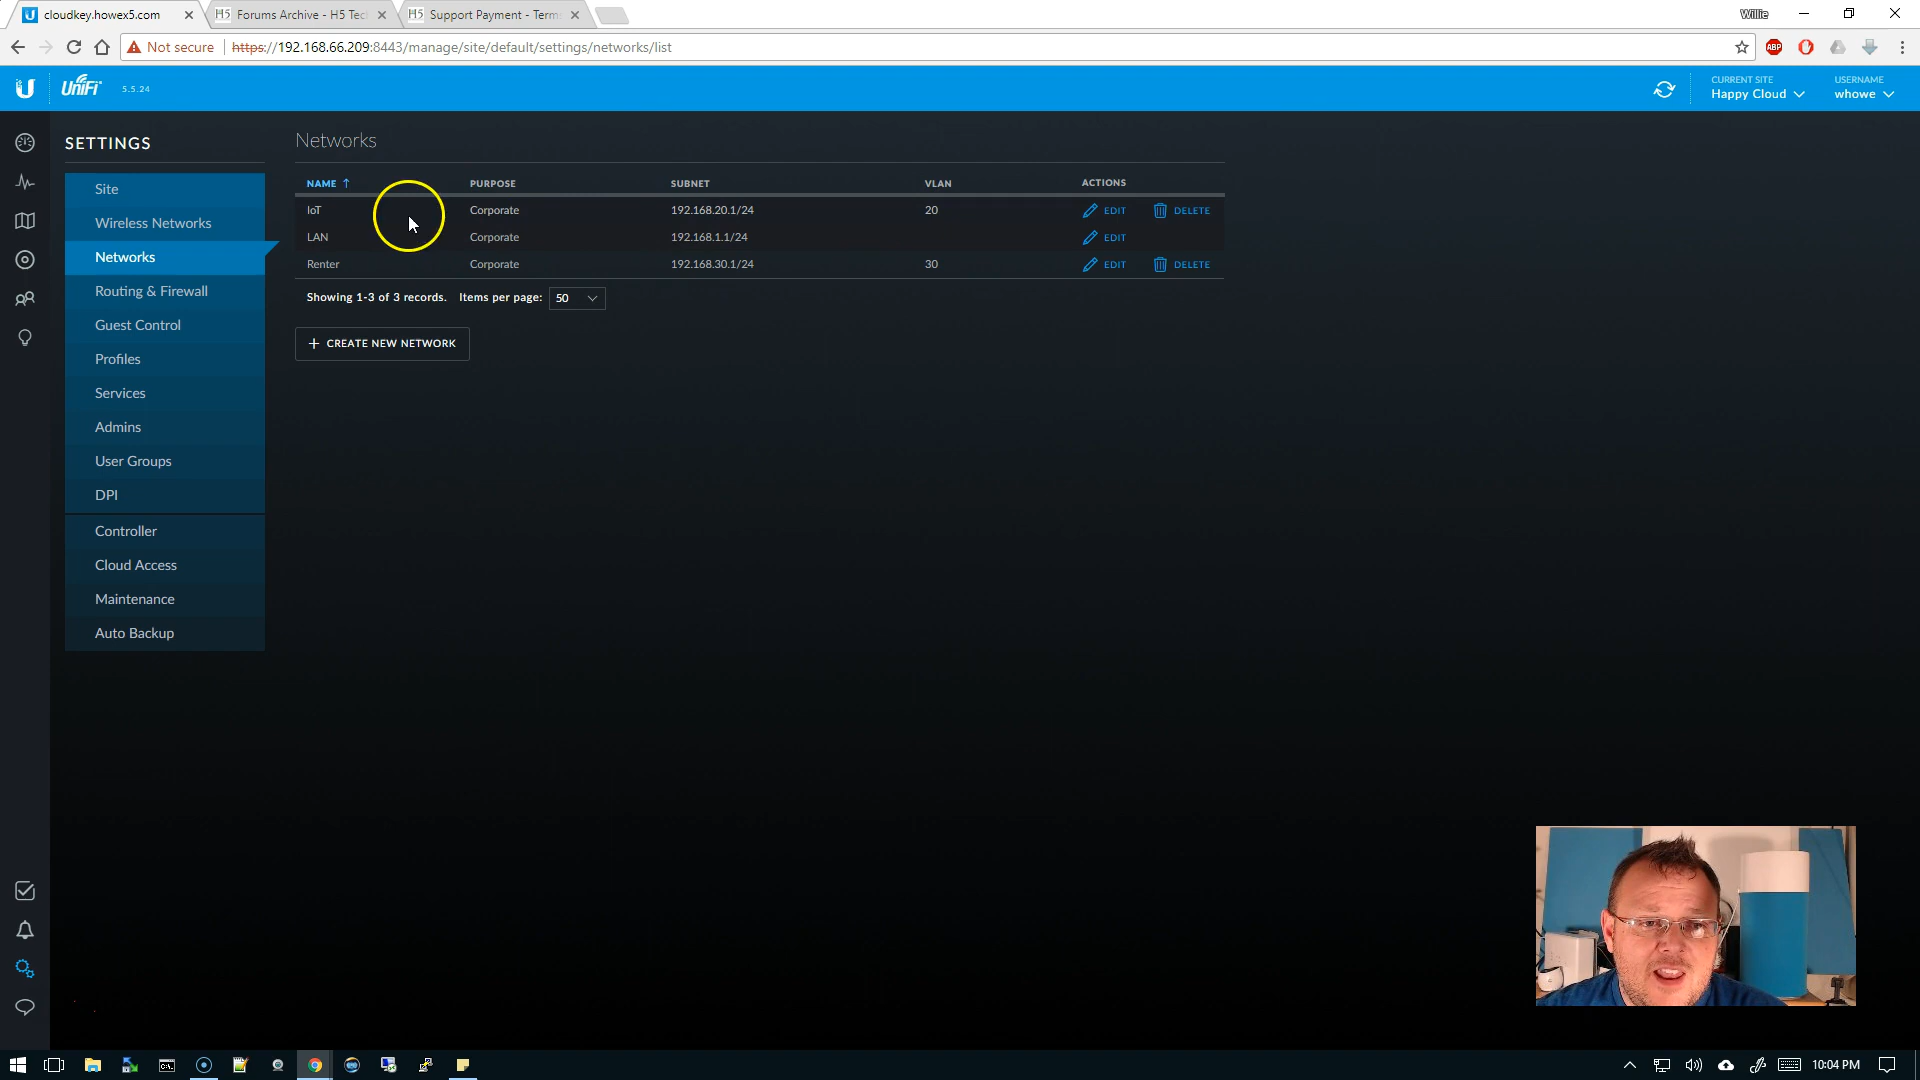 cloudkey.howex5.com
H5 Forums Archive - H5 Tec
H5 Support Payment - Term
Willie
Not secure
https://192.168.66.209:8443/manage/site/default/settings/networks/list
ABP
U UniFi 5.5.24
CURRENT SITE
Happy Cloud
USERNAME
whowe
SETTINGS
Site
Wireless Networks
Networks
Routing & Firewall
Guest Control
Profiles
Services
Admins
User Groups
DPI
Controller
Cloud Access
Maintenance
Auto Backup
Networks
NAME PURPOSE SUBNET VLAN ACTIONS
IoT Corporate 192.168.20.1/24 20 EDIT DELETE
LAN Corporate 192.168.1.1/24 EDIT
Renter Corporate 192.168.30.1/24 30 EDIT DELETE
Showing 1-3 of 3 records. Items per page: 50
+ CREATE NEW NETWORK
10:04 PM